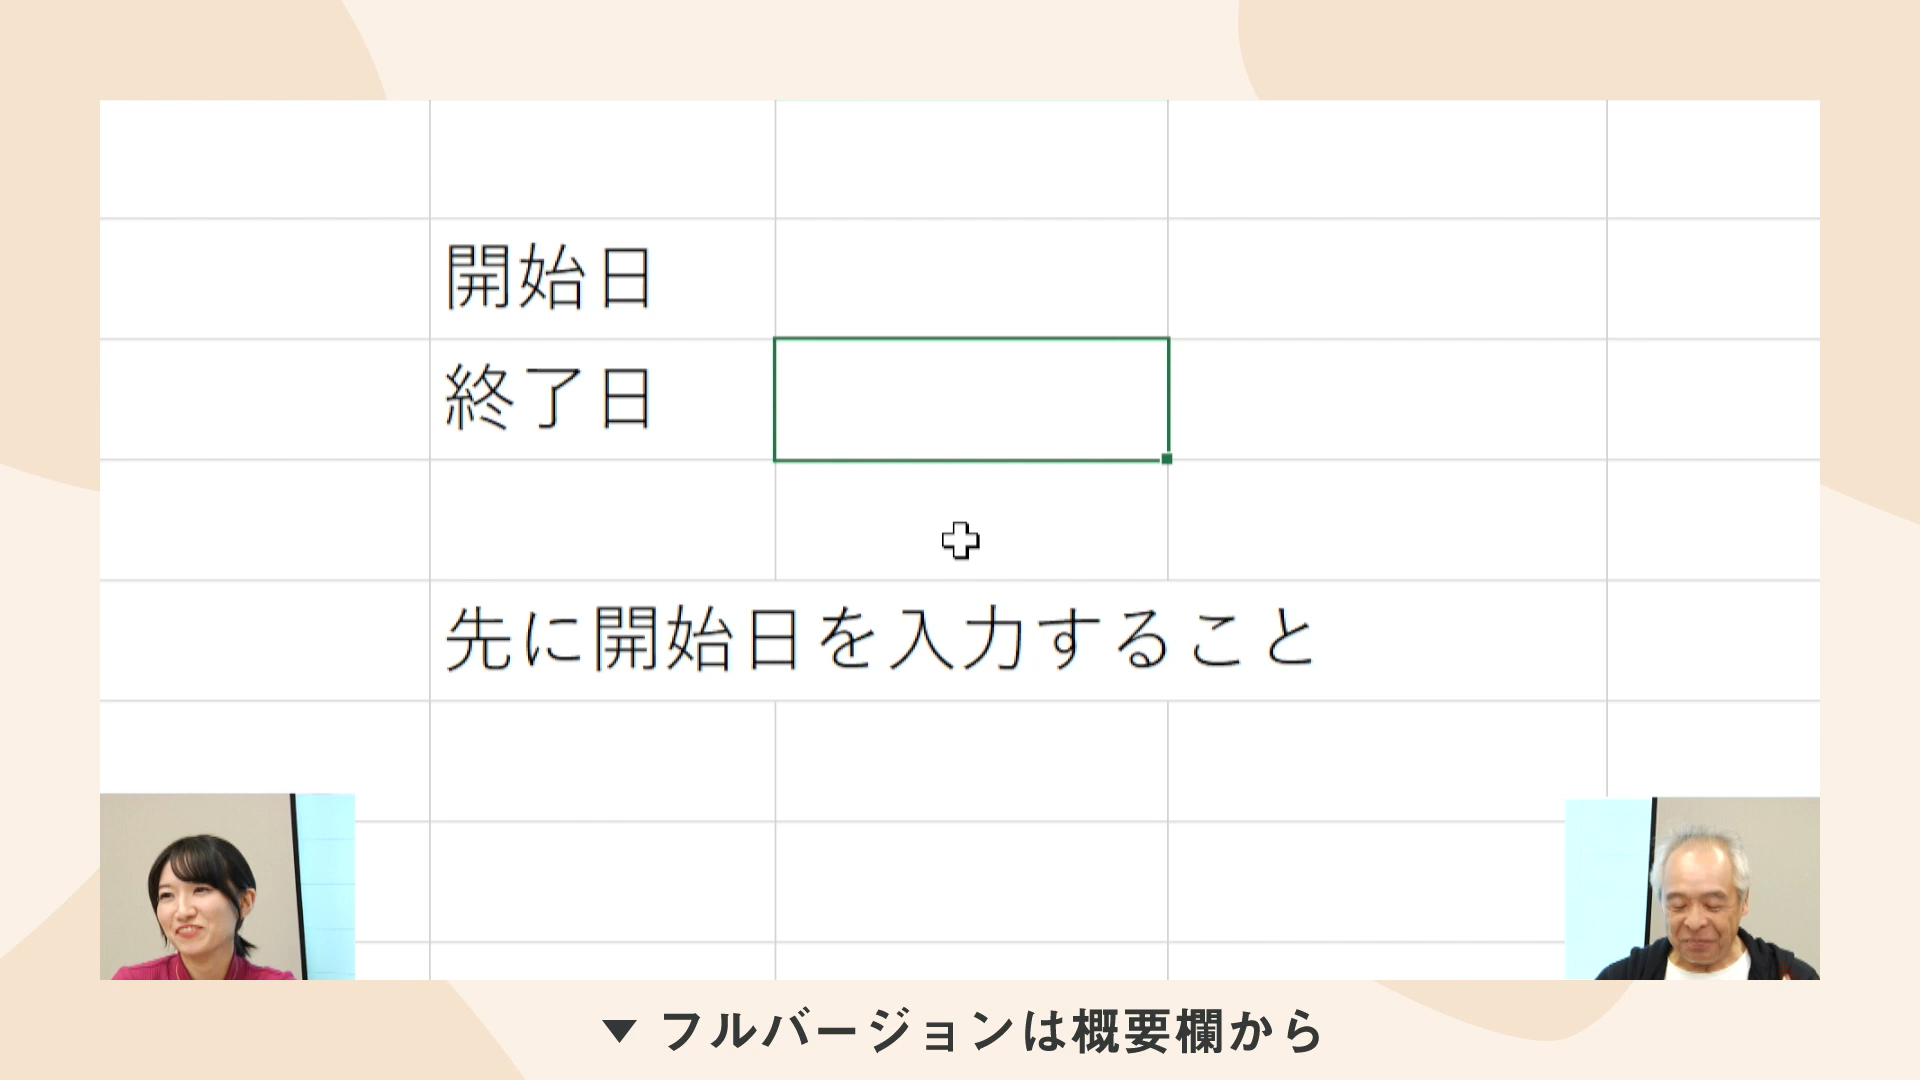 開始日
終了日
先に開始日を入力すること
▼ フルバージョンは概要欄から